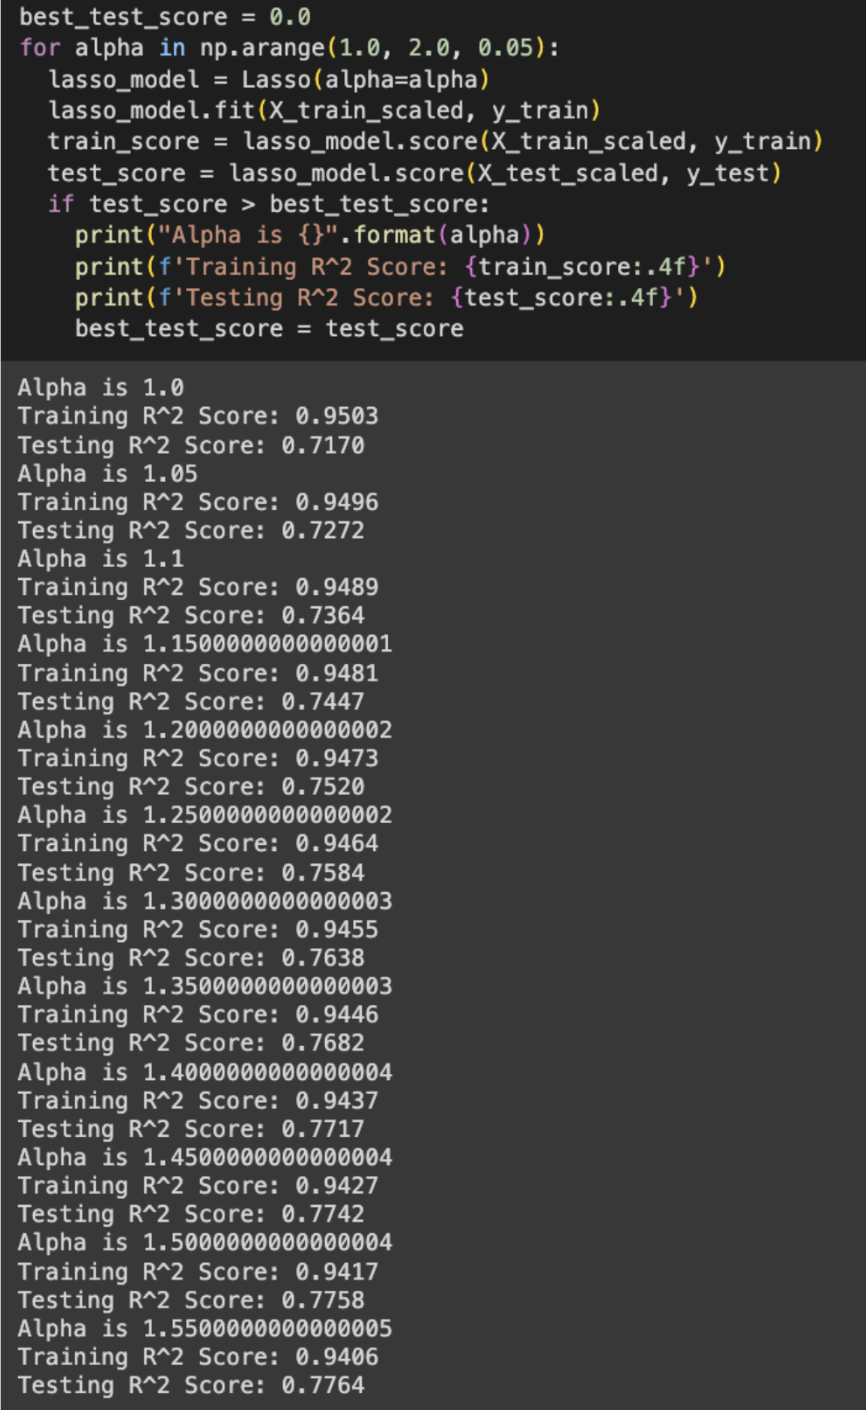 best_test_score = 0.0
for alpha in np.arange(1.0, 2.0, 0.05):
  lasso_model = Lasso(alpha=alpha)
  lasso_model.fit(X_train_scaled, y_train)
  train_score = lasso_model.score(X_train_scaled, y_train)
  test_score = lasso_model.score(X_test_scaled, y_test)
  if test_score > best_test_score:
    print("Alpha is {}".format(alpha))
    print(f'Training R^2 Score: {train_score:.4f}')
    print(f'Testing R^2 Score: {test_score:.4f}')
    best_test_score = test_score
Alpha is 1.0
Training R^2 Score: 0.9503
Testing R^2 Score: 0.7170
Alpha is 1.05
Training R^2 Score: 0.9496
Testing R^2 Score: 0.7272
Alpha is 1.1
Training R^2 Score: 0.9489
Testing R^2 Score: 0.7364
Alpha is 1.1500000000000001
Training R^2 Score: 0.9481
Testing R^2 Score: 0.7447
Alpha is 1.2000000000000002
Training R^2 Score: 0.9473
Testing R^2 Score: 0.7520
Alpha is 1.2500000000000002
Training R^2 Score: 0.9464
Testing R^2 Score: 0.7584
Alpha is 1.3000000000000003
Training R^2 Score: 0.9455
Testing R^2 Score: 0.7638
Alpha is 1.3500000000000003
Training R^2 Score: 0.9446
Testing R^2 Score: 0.7682
Alpha is 1.4000000000000004
Training R^2 Score: 0.9437
Testing R^2 Score: 0.7717
Alpha is 1.4500000000000004
Training R^2 Score: 0.9427
Testing R^2 Score: 0.7742
Alpha is 1.5000000000000004
Training R^2 Score: 0.9417
Testing R^2 Score: 0.7758
Alpha is 1.5500000000000005
Training R^2 Score: 0.9406
Testing R^2 Score: 0.7764